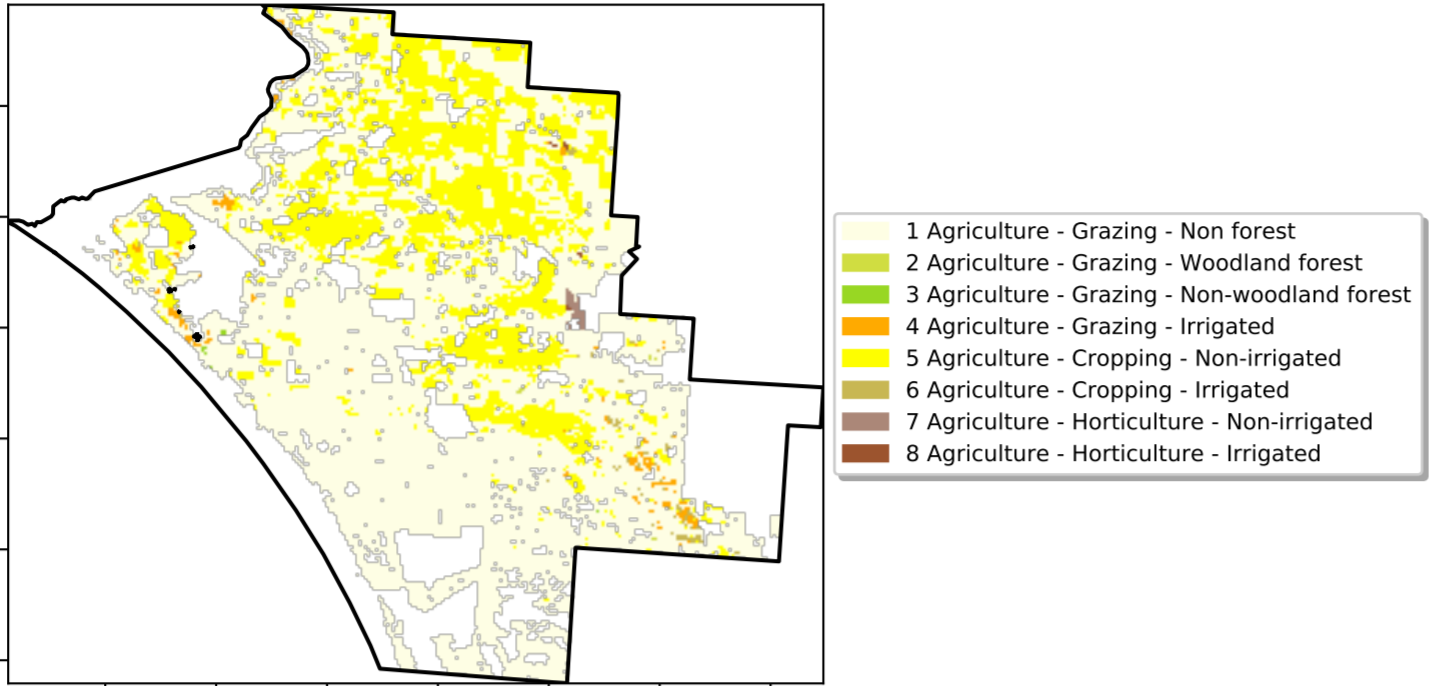 1 Agriculture - Grazing - Non forest
2 Agriculture - Grazing - Woodland forest
3 Agriculture - Grazing - Non-woodland forest
4 Agriculture - Grazing - Irrigated
5 Agriculture - Cropping - Non-irrigated
6 Agriculture - Cropping - Irrigated
7 Agriculture - Horticulture - Non-irrigated
8 Agriculture - Horticulture - Irrigated